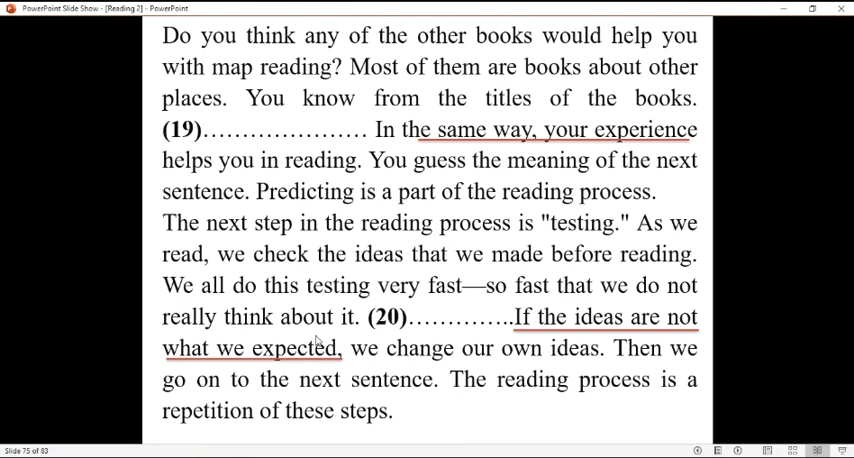 PowerPoint Slide Show - [Reading 2] - PowerPoint
Do you think any of the other books would help you
with map reading? Most of them are books about other
places. You know from the titles of the books.
(19)………………… In the same way, your experience
helps you in reading. You guess the meaning of the next
sentence. Predicting is a part of the reading process.
The next step in the reading process is "testing." As we
read, we check the ideas that we made before reading.
We all do this testing very fast—so fast that we do not
really think about it. (20)…………..If the ideas are not
what we expected, we change our own ideas. Then we
go on to the next sentence. The reading process is a
repetition of these steps.
Slide 75 of 83